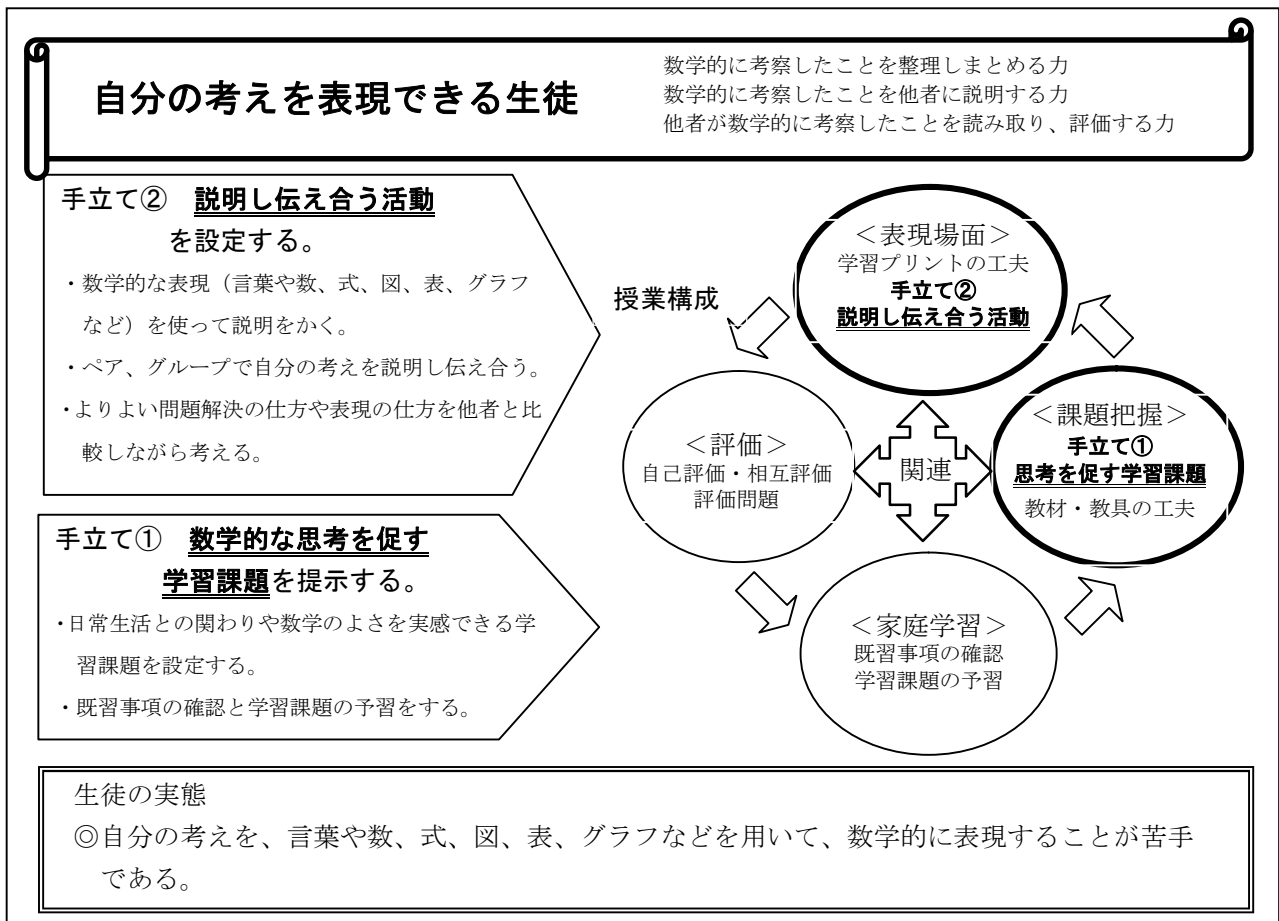 自分の考えを表現できる生徒
数学的に考察したことを整理しまとめる力
数学的に考察したことを他者に説明する力
他者が数学的に考察したことを読み取り、評価する力
手立て② 説明し伝え合う活動
を設定する。
・数学的な表現（言葉や数、式、図、表、グラフ
など）を使って説明をかく。
・ペア、グループで自分の考えを説明し伝え合う。
・よりよい問題解決の仕方や表現の仕方を他者と比
較しながら考える。
手立て① 数学的な思考を促す
学習課題を提示する。
・日常生活との関わりや数学のよさを実感できる学
習課題を設定する。
・既習事項の確認と学習課題の予習をする。
授業構成
＜表現場面＞
学習プリントの工夫
手立て②
説明し伝え合う活動
＜評価＞
自己評価・相互評価
評価問題
関連
＜課題把握＞
手立て①
思考を促す学習課題
教材・教具の工夫
＜家庭学習＞
既習事項の確認
学習課題の予習
生徒の実態
◎自分の考えを、言葉や数、式、図、表、グラフなどを用いて、数学的に表現することが苦手
である。